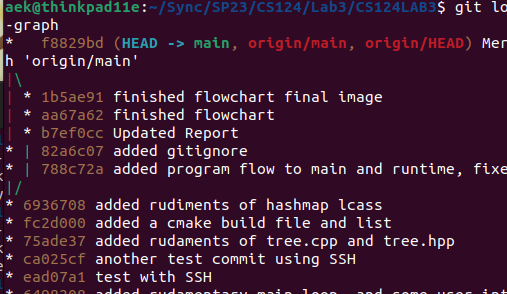 aek@thinkpad11e:~/Sync/SP23/CS124/Lab3/CS124LAB3$ git lo
-graph
*   f8829bd (HEAD -> main, origin/main, origin/HEAD) Mer
h 'origin/main'
|\
| * 1b5ae91 finished flowchart final image
| * aa67a62 finished flowchart
| * b7ef0cc Updated Report
* | 82a6c07 added gitignore
* | 788c72a added program flow to main and runtime, fixe
|/
* 6936708 added rudiments of hashmap lcass
* fc2d000 added a cmake build file and list
* 75ade37 added rudaments of tree.cpp and tree.hpp
* ca025cf another test commit using SSH
* ead07a1 test with SSH